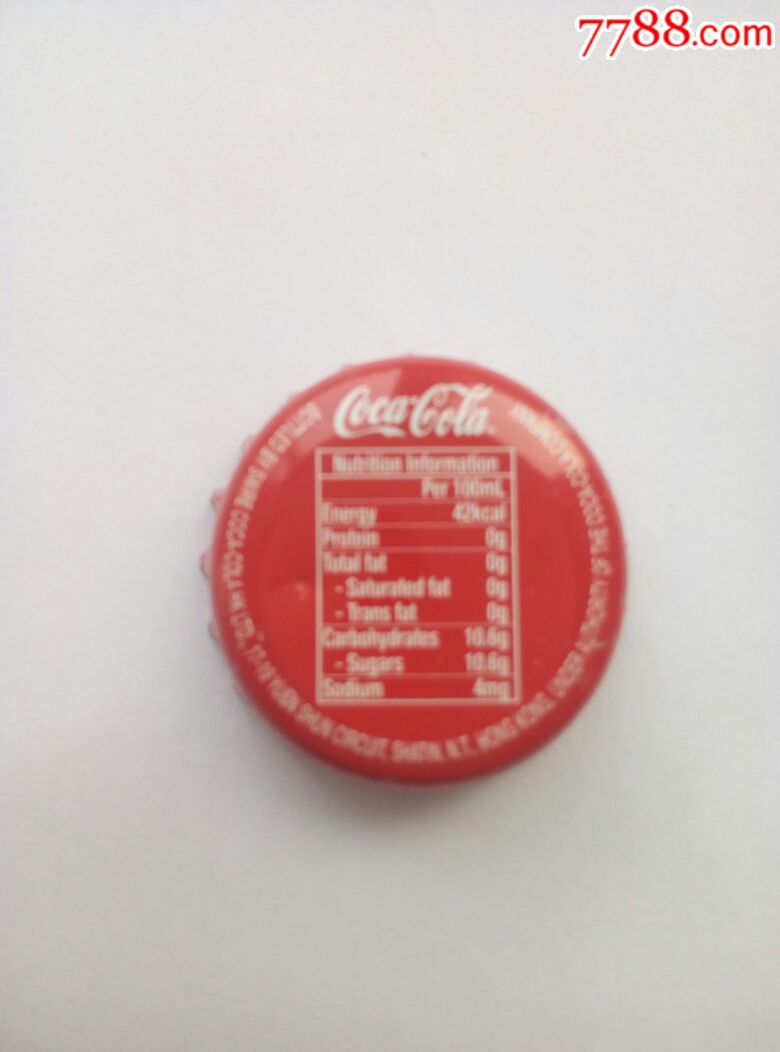 7788.com
Coca-Cola
Nutrition Information
Per 100mL
Energy 42kcal
Protein 0g
Total fat 0g
- Saturated fat 0g
- Trans fat 0g
Carbohydrates 10.6g
- Sugars 10.6g
Sodium 4mg
BOTTLED BY SWIRE COCA-COLA HK LTD., 17-19 YUEN SHUN CIRCUIT, SHATIN, N.T., HONG KONG. UNDER AUTHORITY OF THE COCA-COLA COMPANY